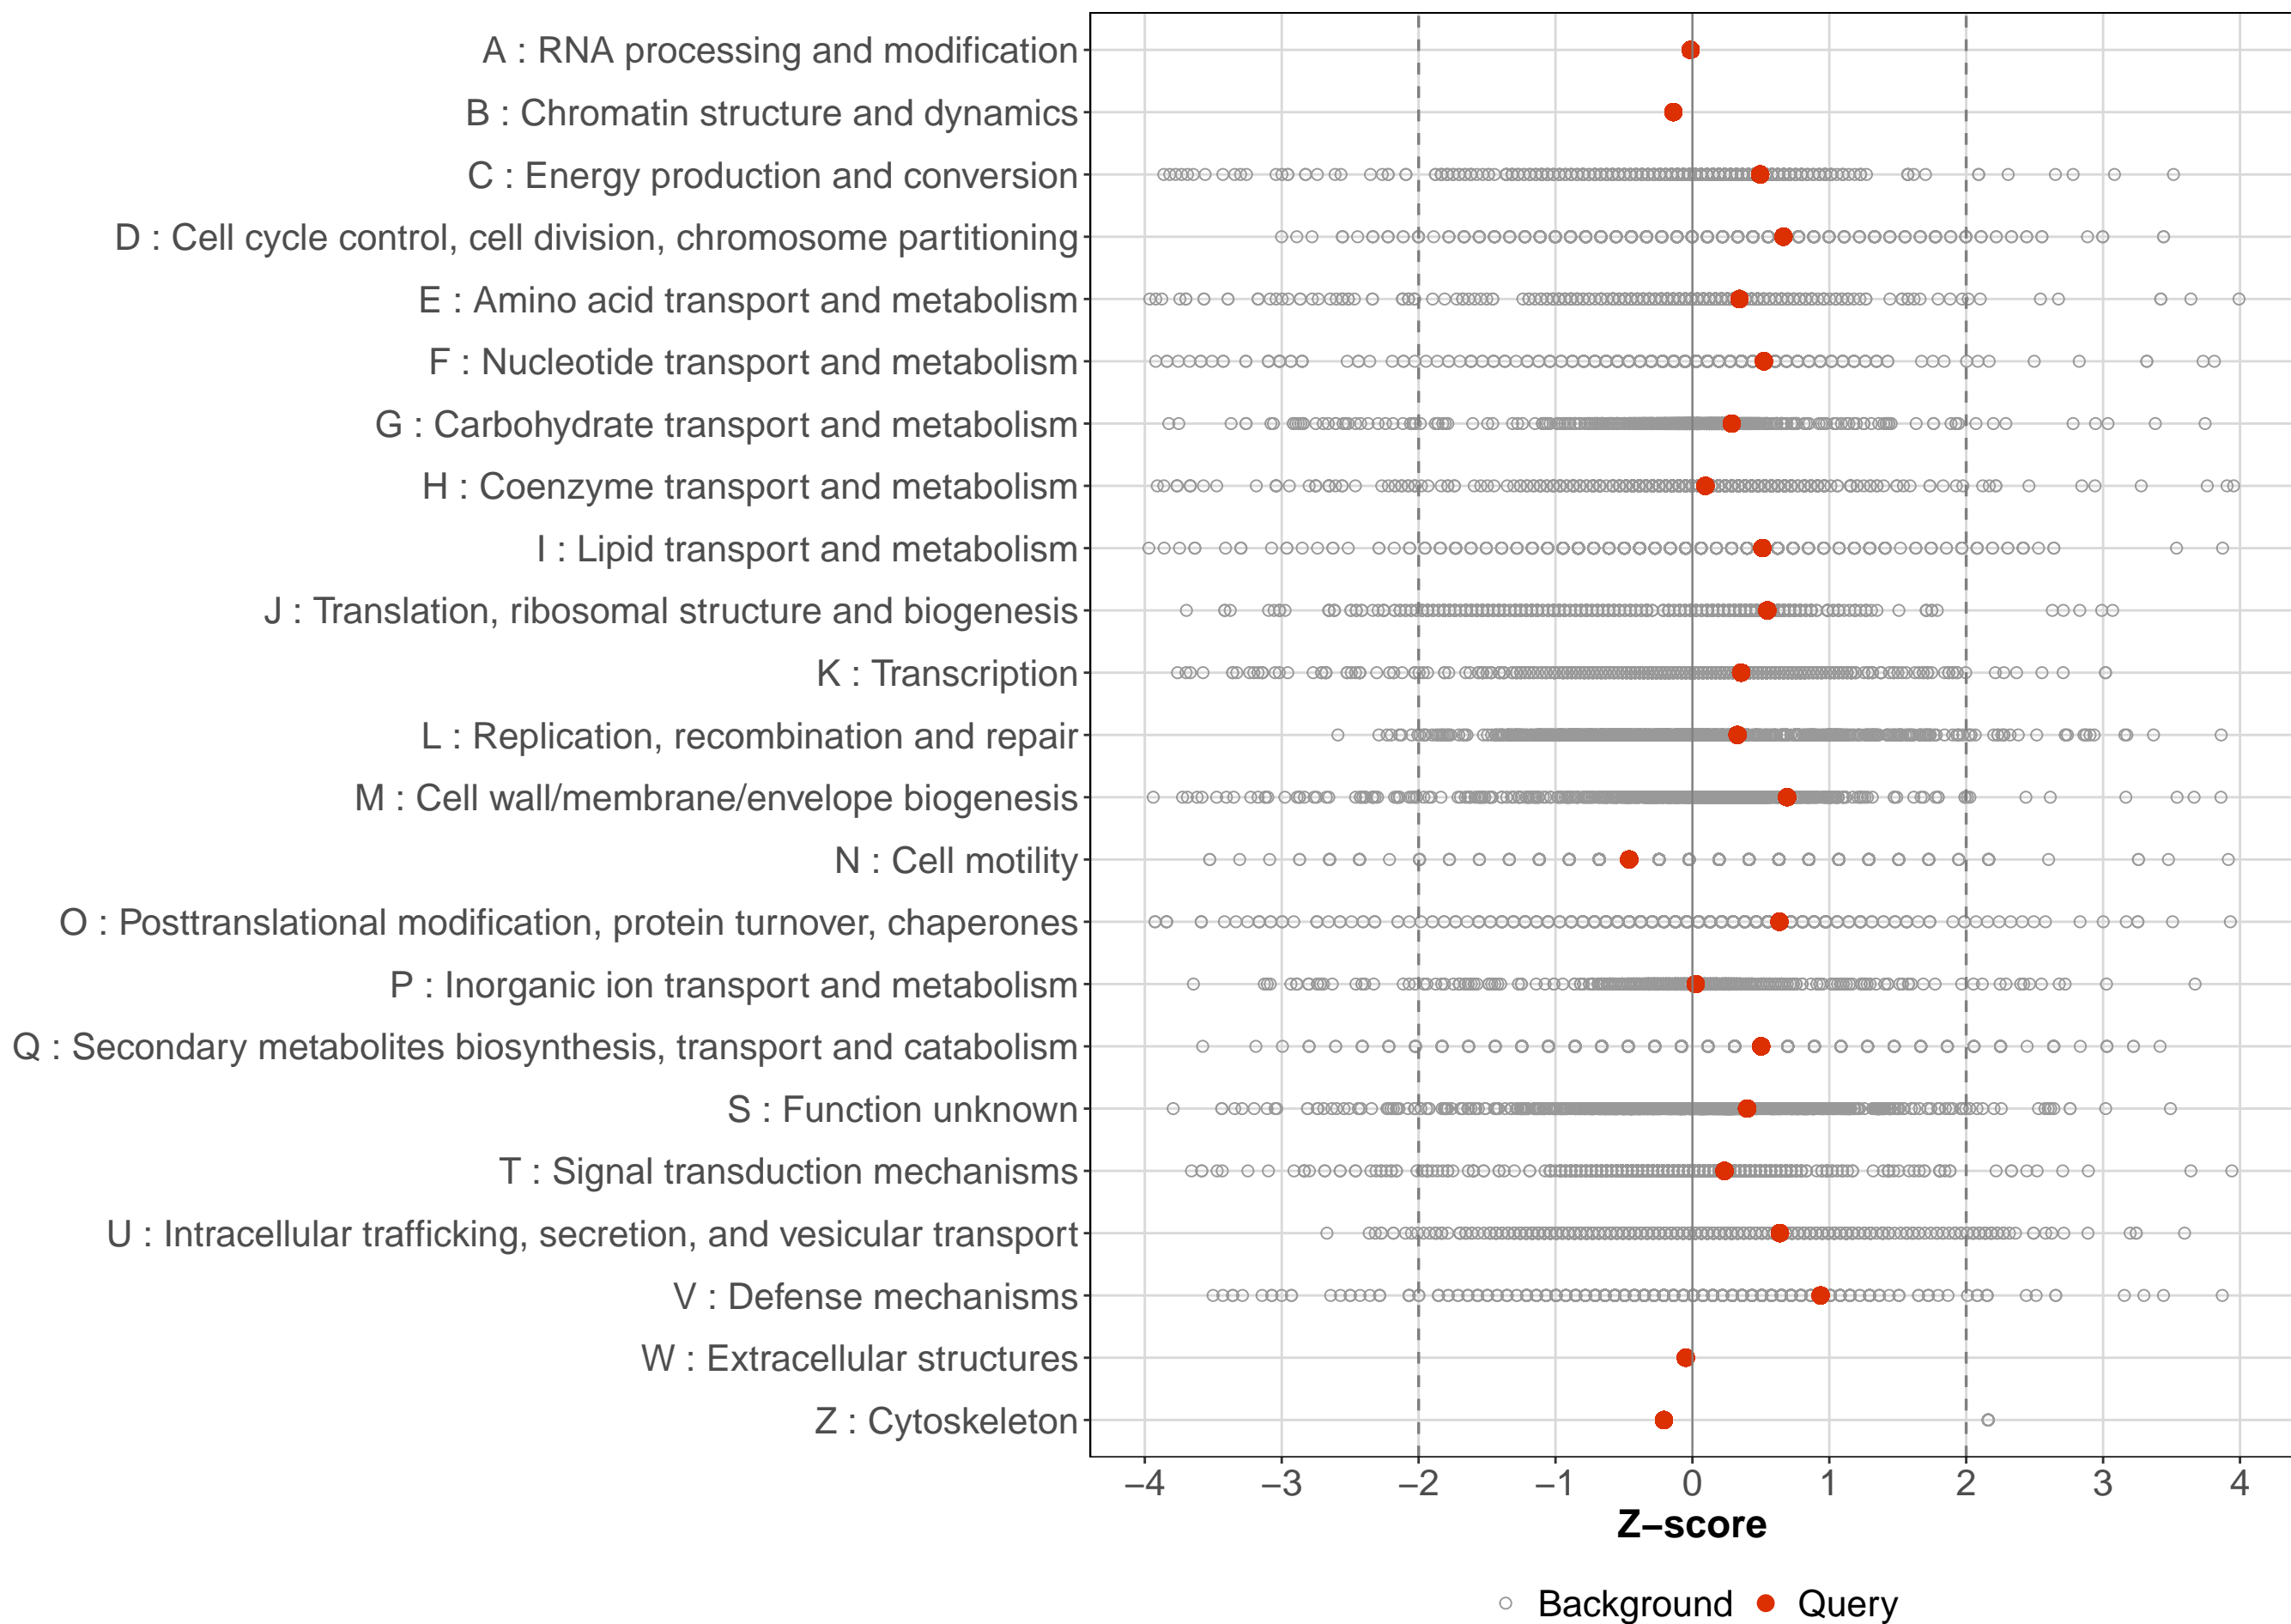 A : RNA processing and modification
B : Chromatin structure and dynamics
C : Energy production and conversion
D : Cell cycle control, cell division, chromosome partitioning
E : Amino acid transport and metabolism
F : Nucleotide transport and metabolism
G : Carbohydrate transport and metabolism
H : Coenzyme transport and metabolism
I : Lipid transport and metabolism
J : Translation, ribosomal structure and biogenesis
K : Transcription
L : Replication, recombination and repair
M : Cell wall/membrane/envelope biogenesis
N : Cell motility
O : Posttranslational modification, protein turnover, chaperones
P : Inorganic ion transport and metabolism
Q : Secondary metabolites biosynthesis, transport and catabolism
S : Function unknown
T : Signal transduction mechanisms
U : Intracellular trafficking, secretion, and vesicular transport
V : Defense mechanisms
W : Extracellular structures
Z : Cytoskeleton
−4 −3 −2 −1 0 1 2 3 4
Z−score
Background Query